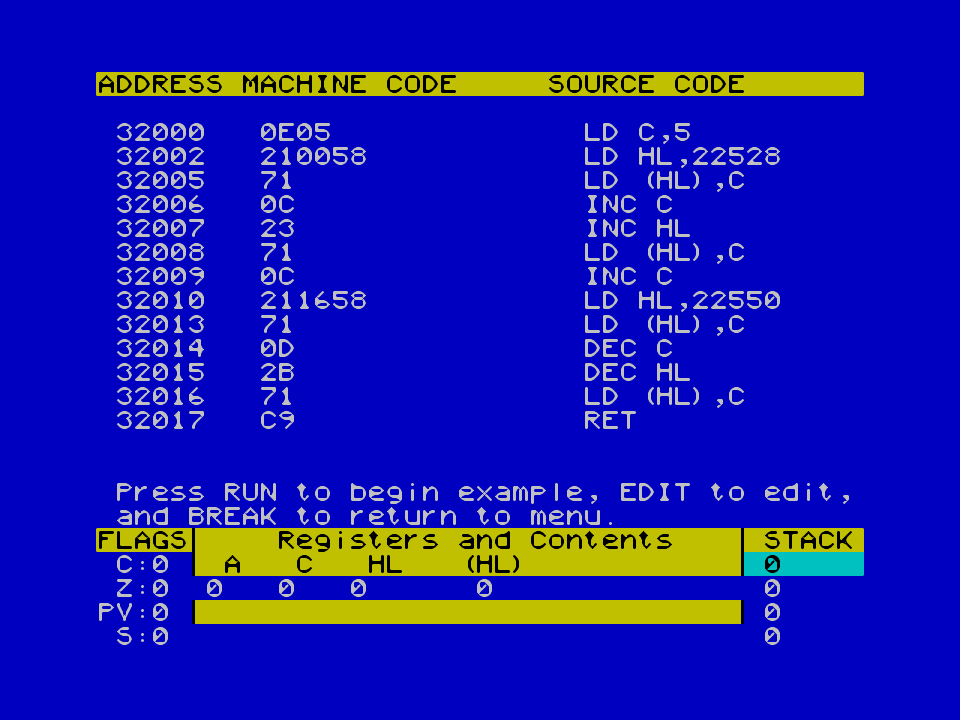 ADDRESS MACHINE CODE SOURCE CODE
32000 0E05 LD C,5
32002 210058 LD HL,22528
32005 71 LD (HL),C
32006 0C INC C
32007 23 INC HL
32008 71 LD (HL),C
32009 0C INC C
32010 211658 LD HL,22550
32013 71 LD (HL),C
32014 0D DEC C
32015 2B DEC HL
32016 71 LD (HL),C
32017 C9 RET
Press RUN to begin example, EDIT to edit,
and BREAK to return to menu.
FLAGS Registers and Contents STACK
C:0 A C HL (HL) 0
Z:0 0 0 0 0 0
PV:0 0
S:0 0